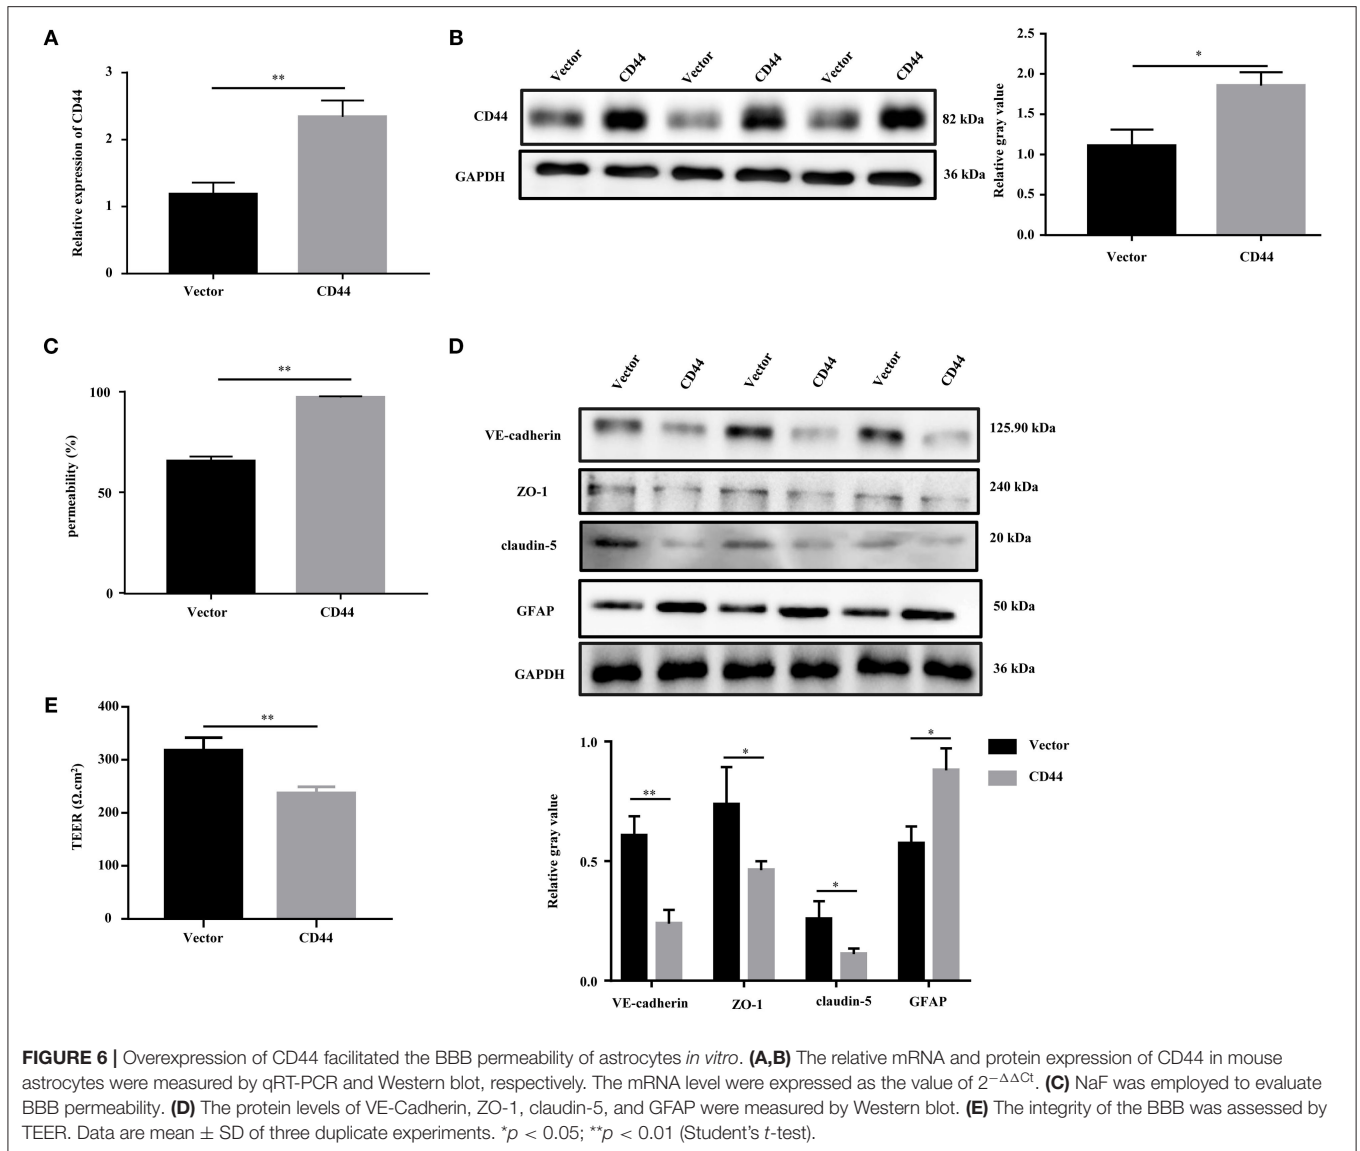 A
Relative expression of CD44
3
2
1
0
**
Vector
CD44
B
Vector
CD44
Vector
CD44
Vector
CD44
CD44
82 kDa
GAPDH
36 kDa
Relative gray value
2.5
2.0
1.5
1.0
0.5
0.0
*
Vector
CD44
C
permeability (%)
100
50
0
**
Vector
CD44
D
Vector
CD44
Vector
CD44
Vector
CD44
VE-cadherin
125.90 kDa
ZO-1
240 kDa
claudin-5
20 kDa
GFAP
50 kDa
GAPDH
36 kDa
E
TEER (Ω.cm²)
400
300
200
100
0
**
Vector
CD44
Relative gray value
1.0
0.5
0.0
**
*
*
*
VE-cadherin
ZO-1
claudin-5
GFAP
Vector
CD44
FIGURE 6 | Overexpression of CD44 facilitated the BBB permeability of astrocytes in vitro. (A,B) The relative mRNA and protein expression of CD44 in mouse
astrocytes were measured by qRT-PCR and Western blot, respectively. The mRNA level were expressed as the value of 2−ΔΔCt. (C) NaF was employed to evaluate
BBB permeability. (D) The protein levels of VE-Cadherin, ZO-1, claudin-5, and GFAP were measured by Western blot. (E) The integrity of the BBB was assessed by
TEER. Data are mean ± SD of three duplicate experiments. *p < 0.05; **p < 0.01 (Student's t-test).